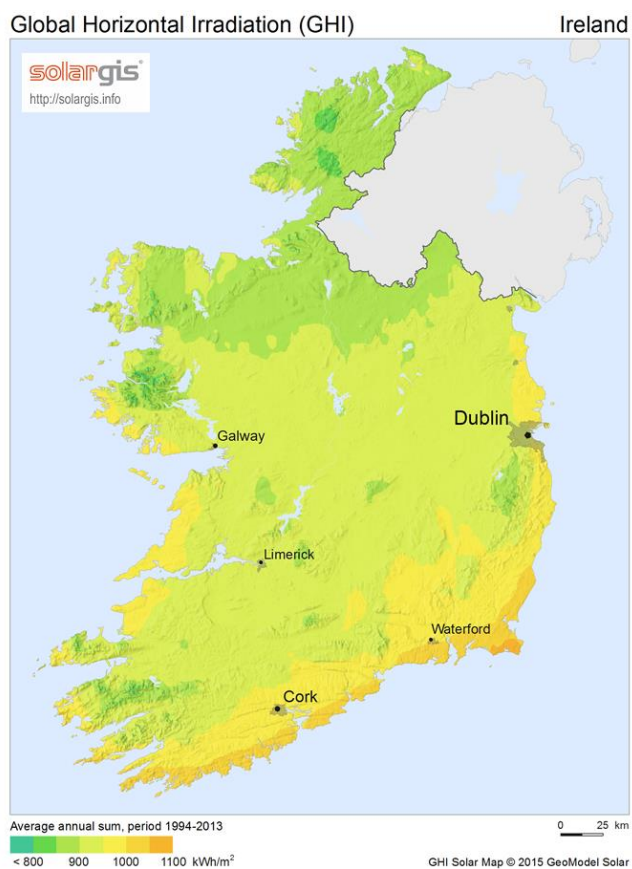 Global Horizontal Irradiation (GHI)
Ireland
solargis
http://solargis.info
Dublin
Galway
Limerick
Waterford
Cork
Average annual sum, period 1994-2013
0 25 km
< 800 900 1000 1100 kWh/m²
GHI Solar Map © 2015 GeoModel Solar